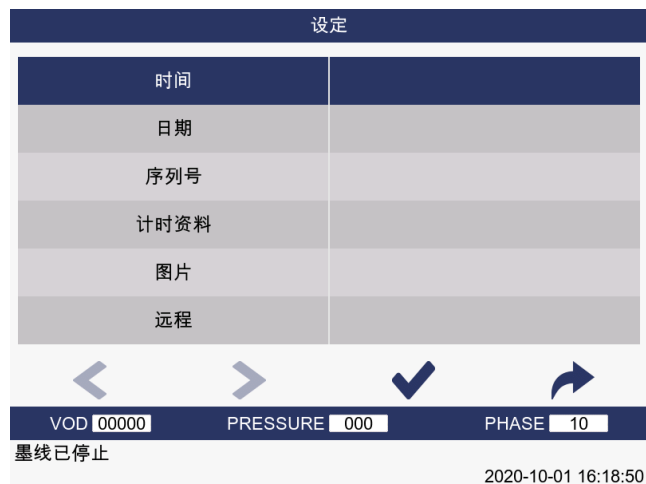 设定
时间
日期
序列号
计时资料
图片
远程
VOD 00000 PRESSURE 000 PHASE 10
墨线已停止
2020-10-01 16:18:50